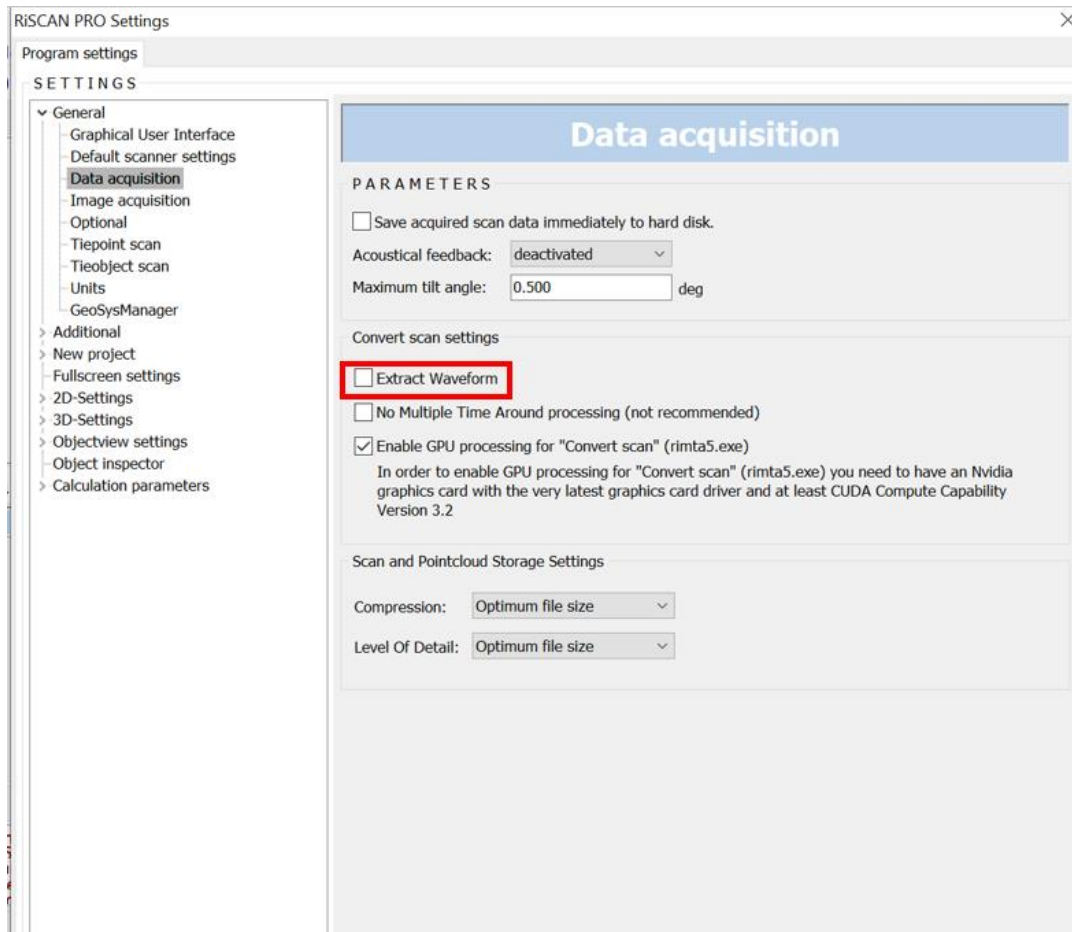 RiSCAN PRO Settings
Program settings
SETTINGS
General
Graphical User Interface
Default scanner settings
Data acquisition
Image acquisition
Optional
Tiepoint scan
Tieobject scan
Units
GeoSysManager
Additional
New project
Fullscreen settings
2D-Settings
3D-Settings
Objectview settings
Object inspector
Calculation parameters
Data acquisition
PARAMETERS
Save acquired scan data immediately to hard disk.
Acoustical feedback: deactivated
Maximum tilt angle: 0.500 deg
Convert scan settings
Extract Waveform
No Multiple Time Around processing (not recommended)
Enable GPU processing for "Convert scan" (rimta5.exe)
In order to enable GPU processing for "Convert scan" (rimta5.exe) you need to have an Nvidia
graphics card with the very latest graphics card driver and at least CUDA Compute Capability
Version 3.2
Scan and Pointcloud Storage Settings
Compression: Optimum file size
Level Of Detail: Optimum file size